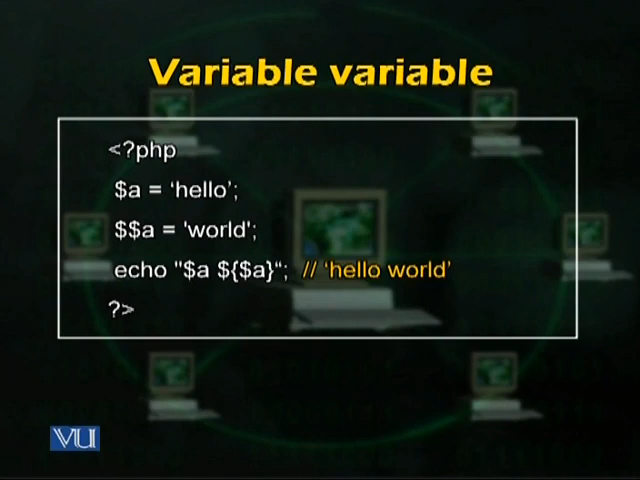 Variable variable
<?php
$a = ‘hello’;
$$a = 'world';
echo "$a ${$a}“; // ‘hello world’
?>
VU